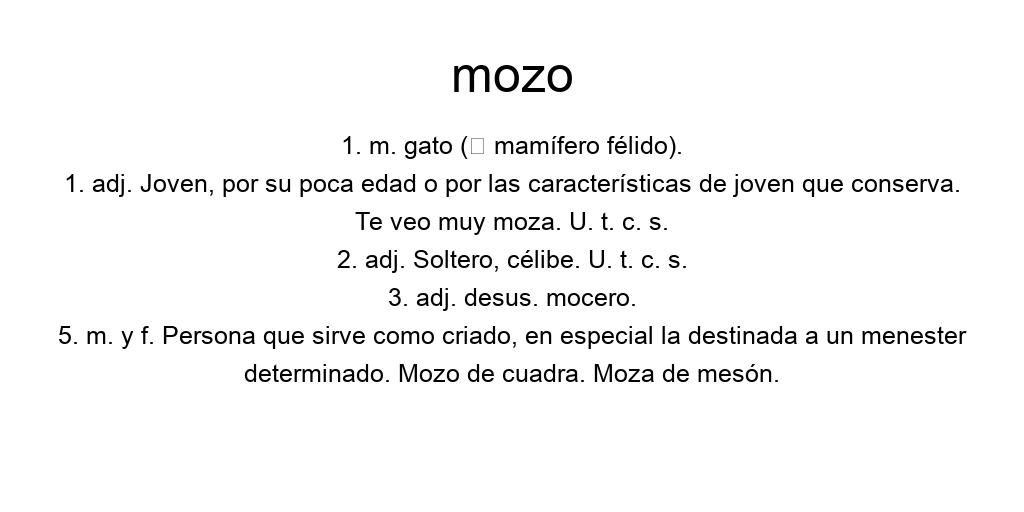 mozo
1. m. gato (□ mamífero félido).
1. adj. Joven, por su poca edad o por las características de joven que conserva.
Te veo muy moza. U. t. c. s.
2. adj. Soltero, célibe. U. t. c. s.
3. adj. desus. mocero.
5. m. y f. Persona que sirve como criado, en especial la destinada a un menester
determinado. Mozo de cuadra. Moza de mesón.